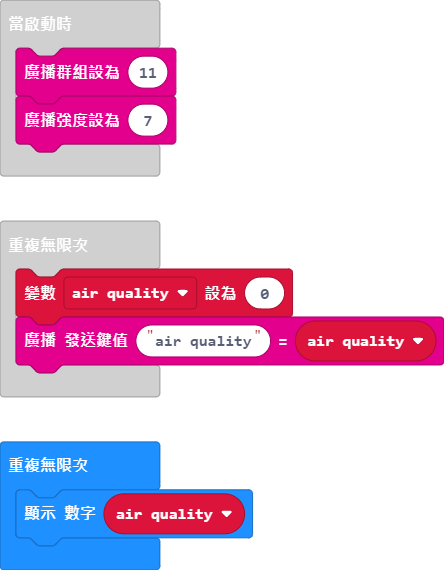 當啟動時
廣播群組設為 11
廣播強度設為 7
重複無限次
變數 air quality 設為 0
廣播 發送鍵值 "air quality" = air quality
重複無限次
顯示 數字 air quality